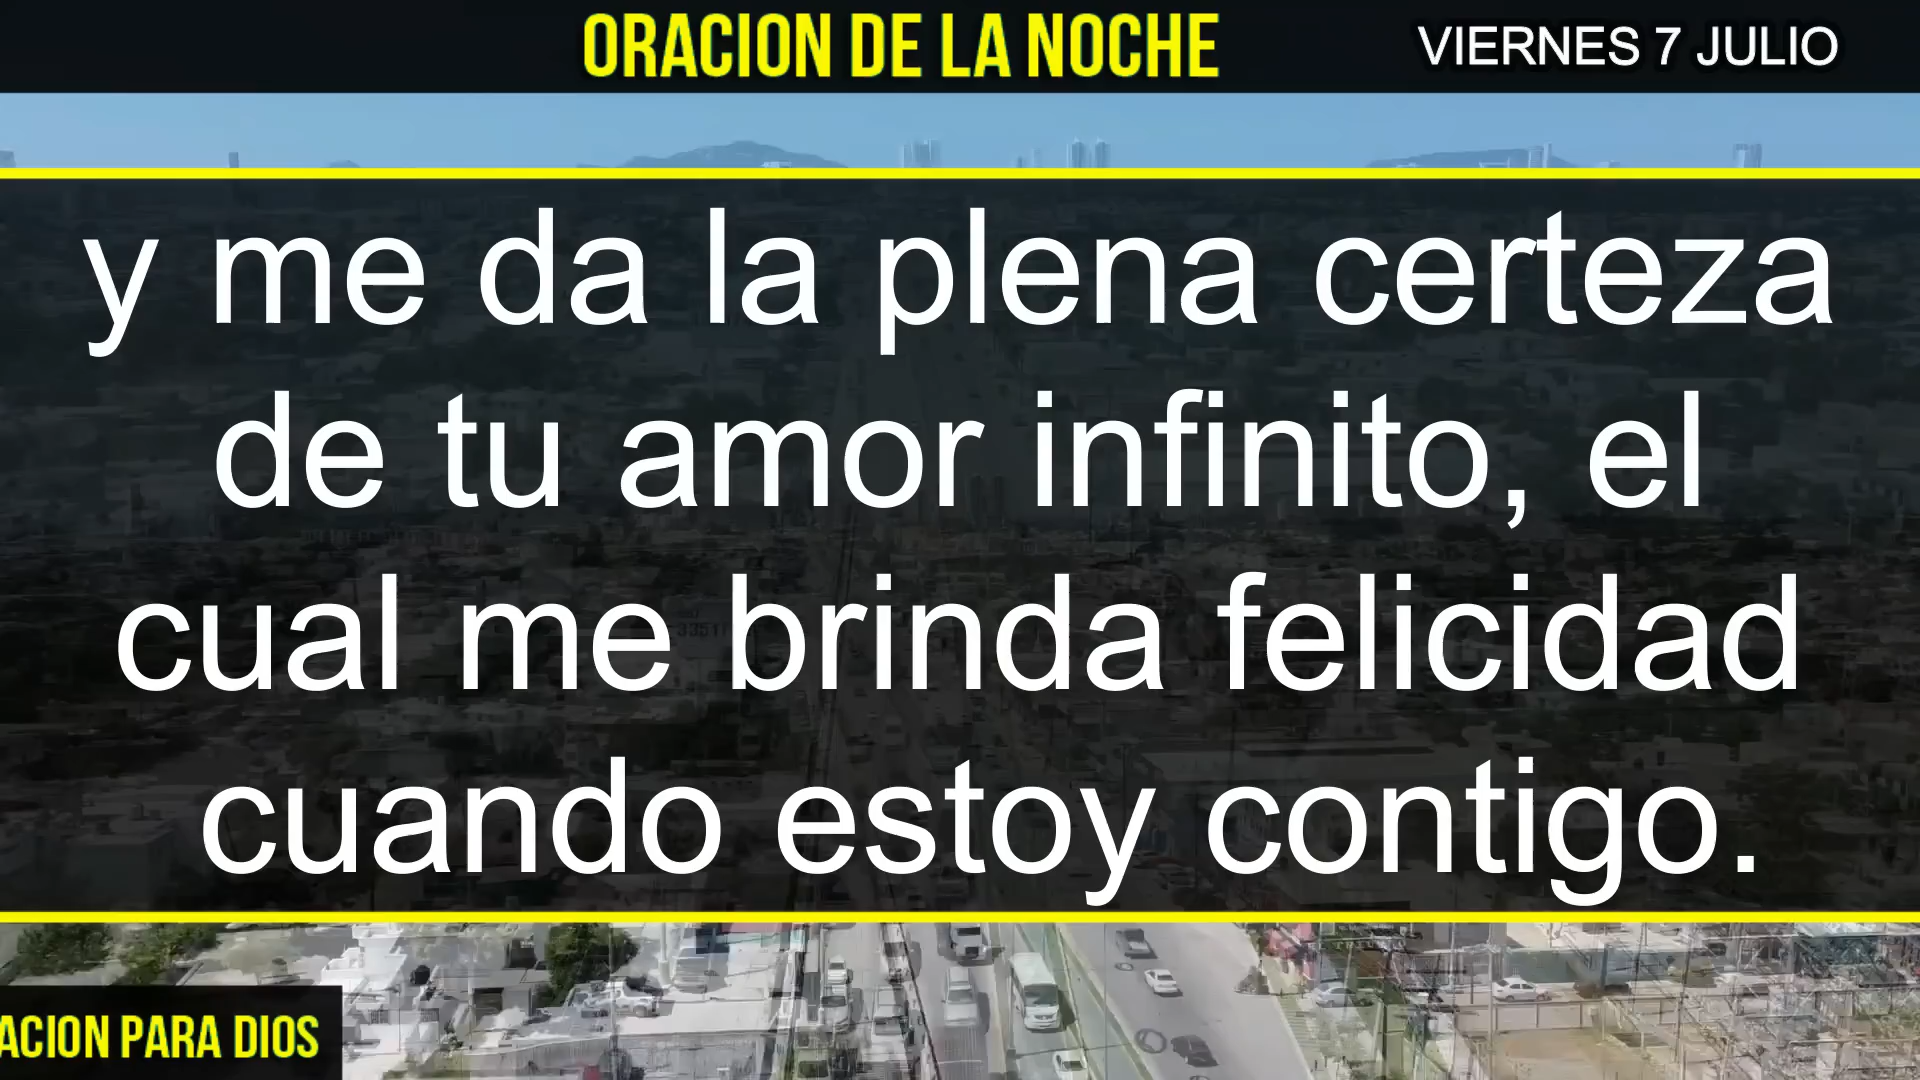 ORACION DE LA NOCHE
VIERNES 7 JULIO
y me da la plena certeza
de tu amor infinito, el
cual me brinda felicidad
cuando estoy contigo.
ACION PARA DIOS